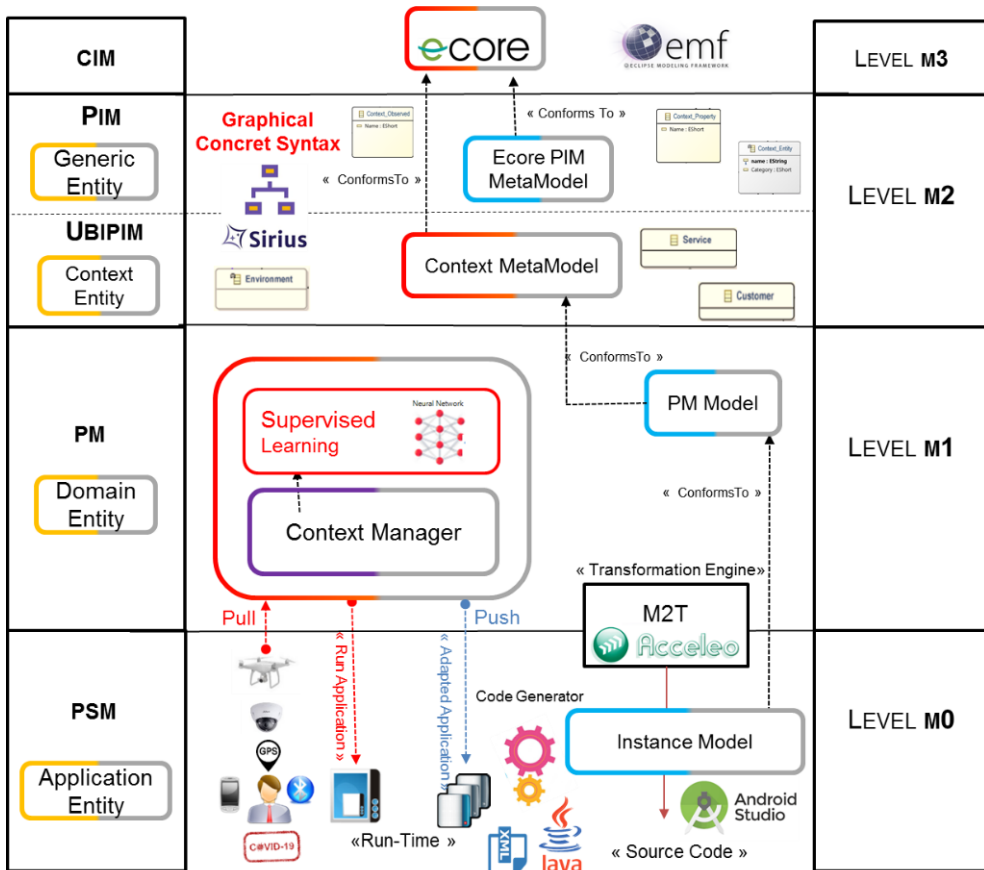 CIM
ecore
emf
ECLIPSE MODELING FRAMEWORK
LEVEL M3
PIM
Generic
Entity
Graphical
Concret Syntax
Context_Observed
Name : EShort
« ConformsTo »
« Conforms To »
Ecore PIM
MetaModel
Context_Property
Name : EShort
Context_Entity
name : EString
Category : EShort
LEVEL M2
UBIPIM
Context
Entity
Sirius
Environment
Context MetaModel
Service
Customer
PM
Domain
Entity
Supervised
Learning
Neural Network
Context Manager
« ConformsTo »
PM Model
« ConformsTo »
LEVEL M1
« Transformation Engine»
M2T
Acceleo
Pull
Push
« Run Application »
« Adapted Application »
PSM
Application
Entity
GPS
C#VID-19
«Run-Time »
Code Generator
XML
Java
Instance Model
« Source Code »
Android
Studio
LEVEL M0